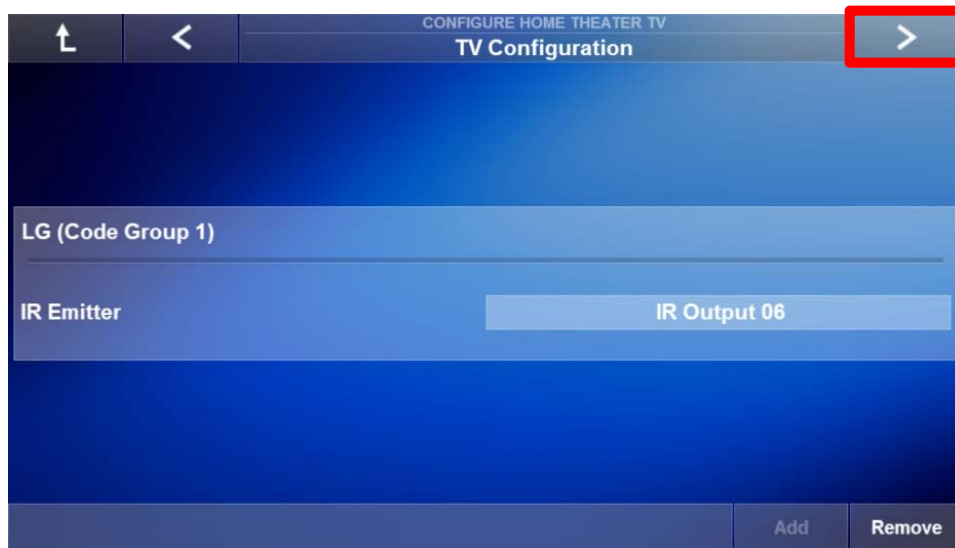 CONFIGURE HOME THEATER TV
TV Configuration
LG (Code Group 1)
IR Emitter
IR Output 06
Add
Remove